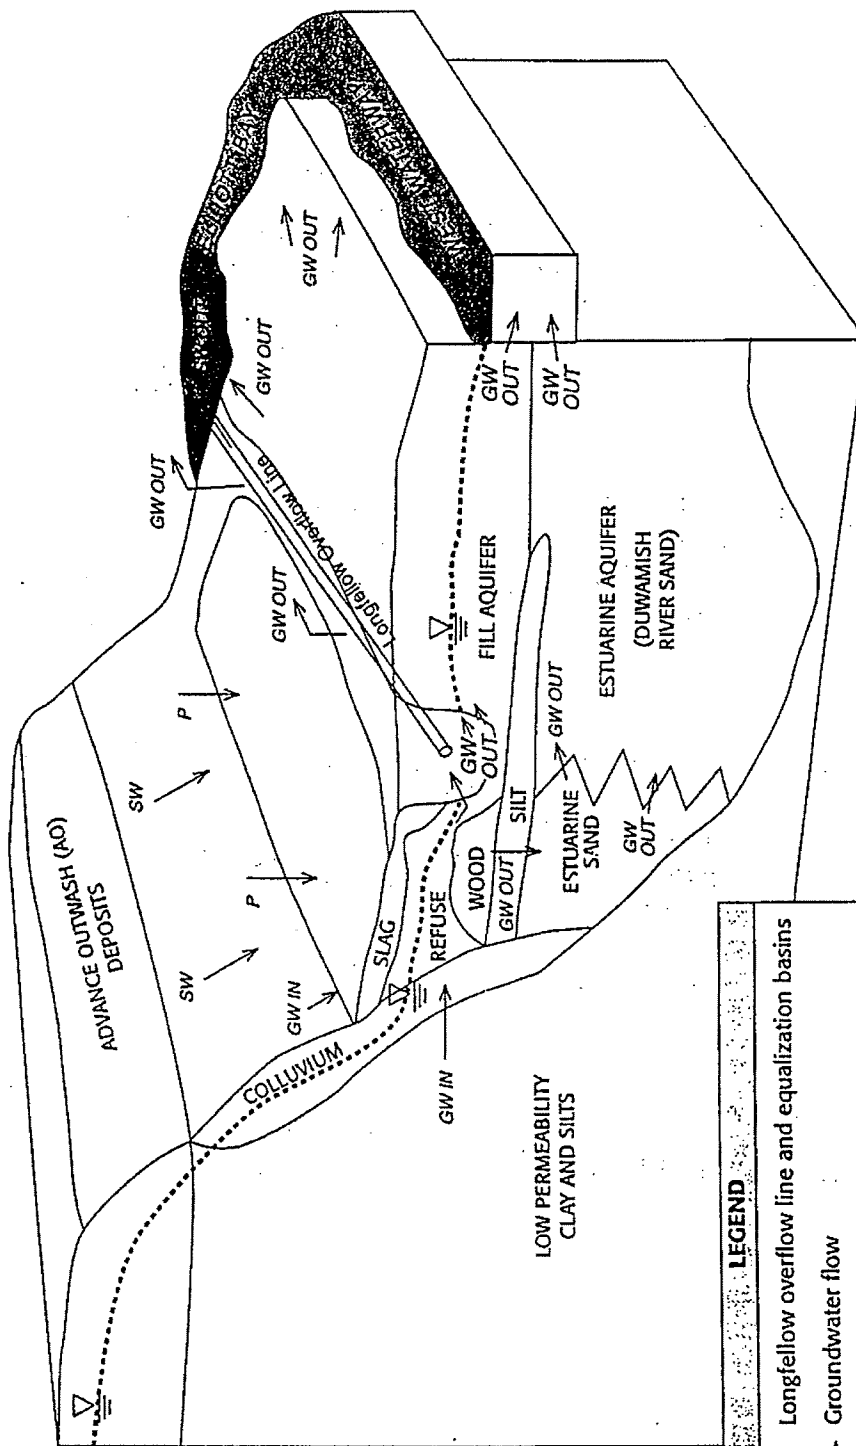 ADVANCE OUTWASH (AO)
DEPOSITS
SW
P
SW
P
GW IN
COLLUVIUM
SLAG
REFUSE
WOOD
GW OUT
SILT
GW IN
LOW PERMEABILITY
CLAY AND SILTS
ESTUARINE
SAND
GW
OUT
GW OUT
GW
OUT
Longfellow Overflow Line
GW OUT
GW OUT
GW OUT
GW OUT
ELLIOTT BAY
WEST WATERWAY
FILL AQUIFER
GW
OUT
GW
OUT
ESTUARINE AQUIFER
(DUWAMISH
RIVER SAND)
LEGEND
Longfellow overflow line and equalization basins
Groundwater flow